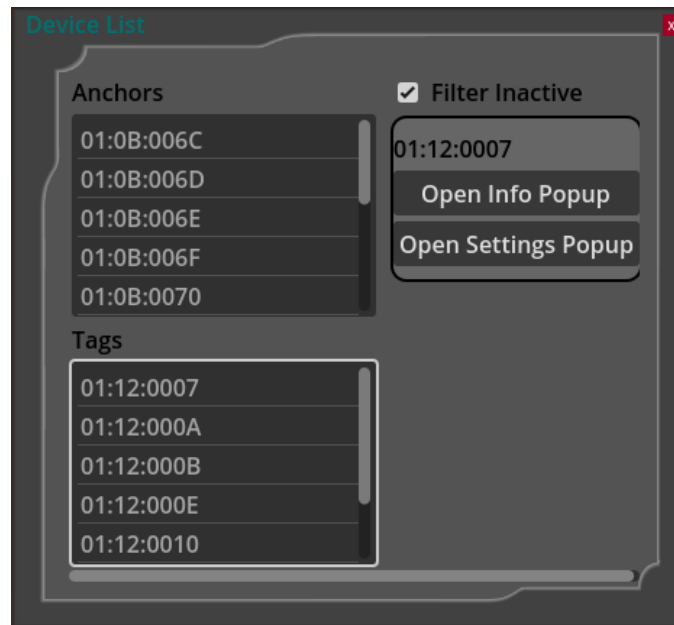 Device List
x
Anchors
01:0B:006C
01:0B:006D
01:0B:006E
01:0B:006F
01:0B:0070
Filter Inactive
01:12:0007
Open Info Popup
Open Settings Popup
Tags
01:12:0007
01:12:000A
01:12:000B
01:12:000E
01:12:0010